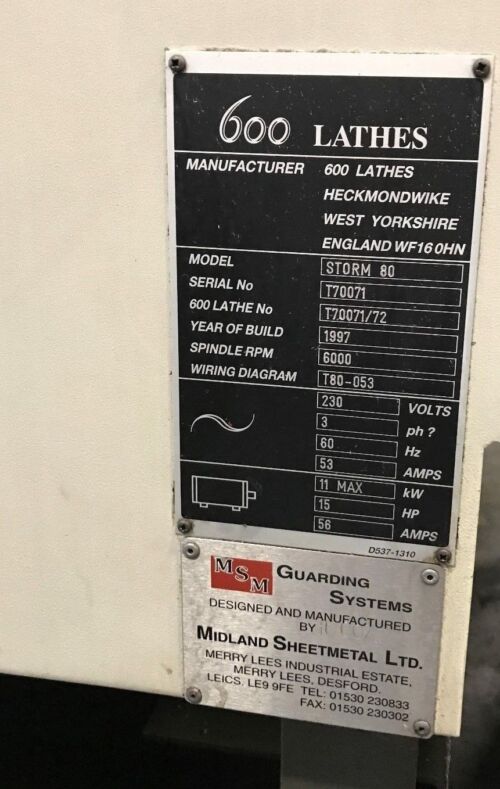 600 LATHES
MANUFACTURER 600 LATHES
HECKMONDWIKE
WEST YORKSHIRE
ENGLAND WF16 0HN
MODEL STORM 80
SERIAL No T70071
600 LATHE No T70071/72
YEAR OF BUILD 1997
SPINDLE RPM 6000
WIRING DIAGRAM T80-053
230 VOLTS
3 ph ?
60 Hz
53 AMPS
11 MAX kW
15 HP
56 AMPS
D537-1310
MSM GUARDING
SYSTEMS
DESIGNED AND MANUFACTURED
BY
MIDLAND SHEETMETAL LTD.
MERRY LEES INDUSTRIAL ESTATE,
MERRY LEES, DESFORD.
LEICS. LE9 9FE TEL: 01530 230833
FAX: 01530 230302